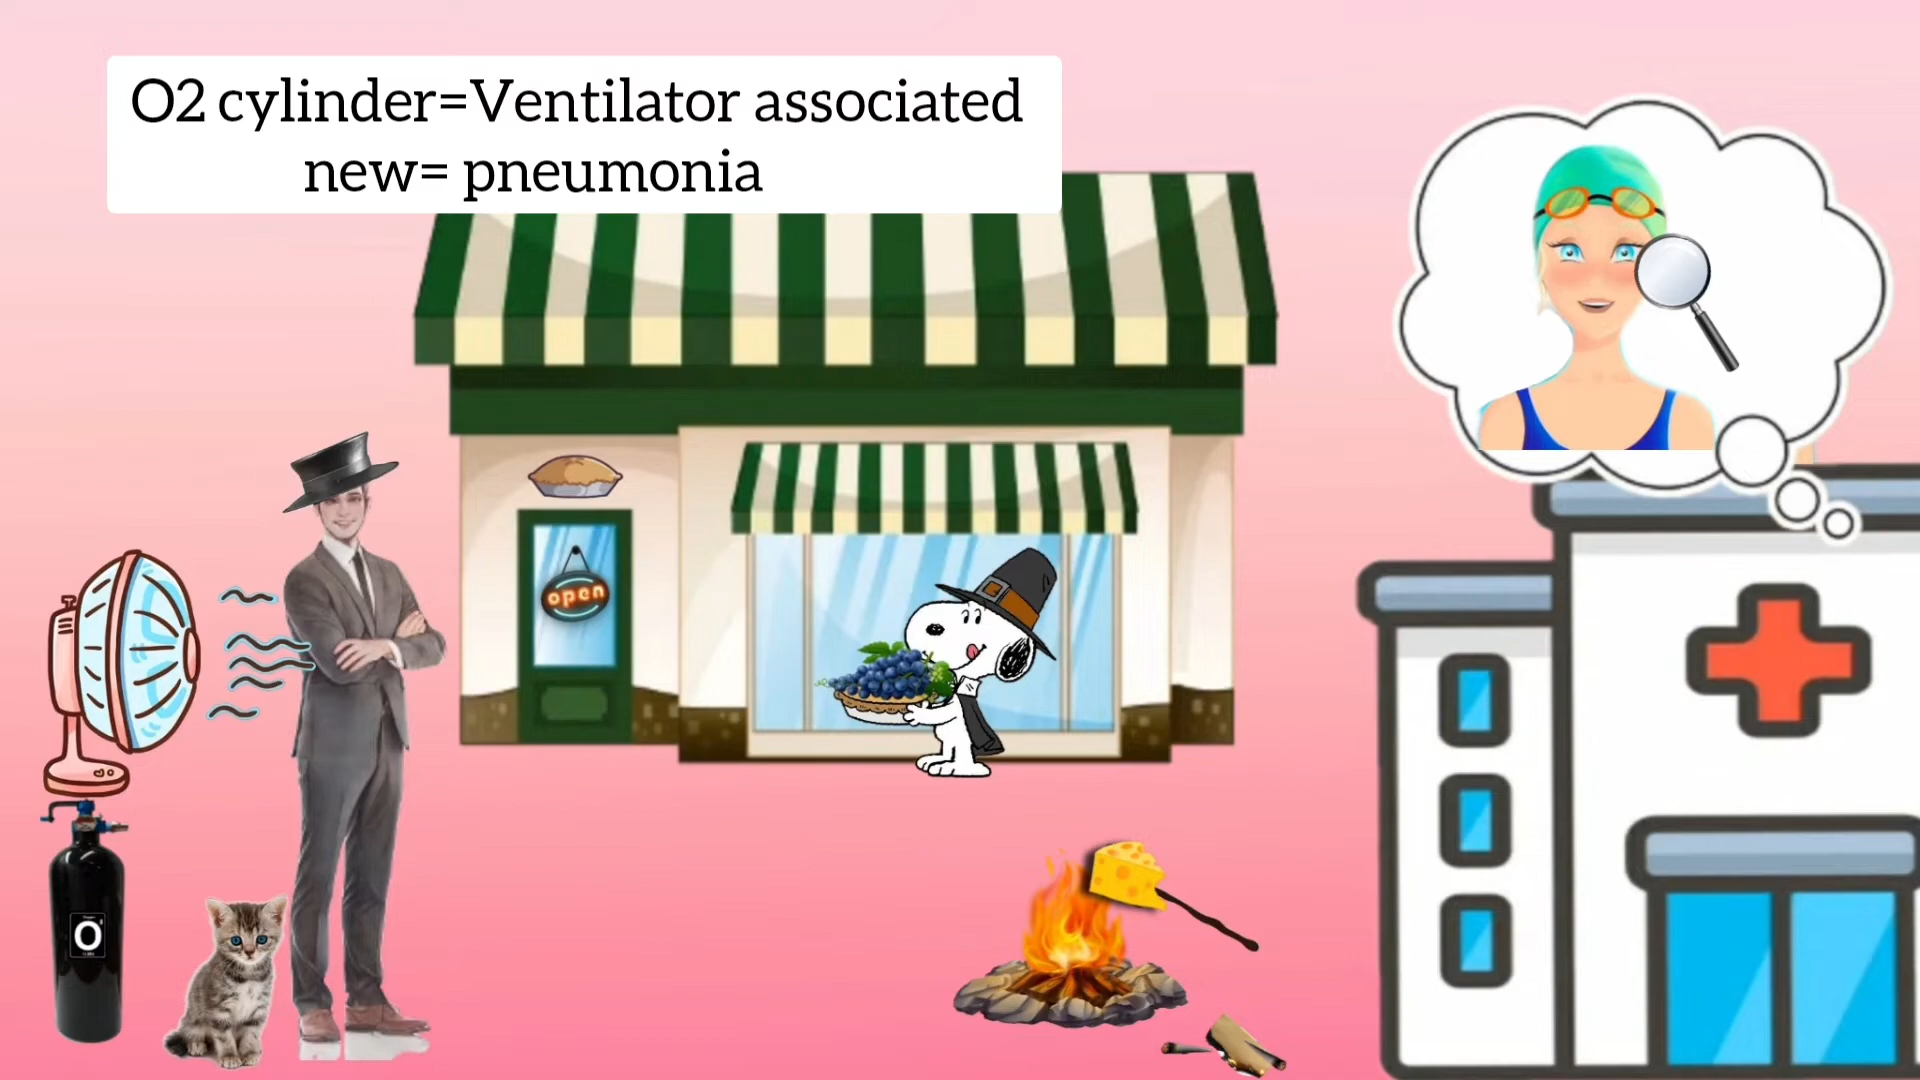 O2 cylinder=Ventilator associated
new= pneumonia
open
O